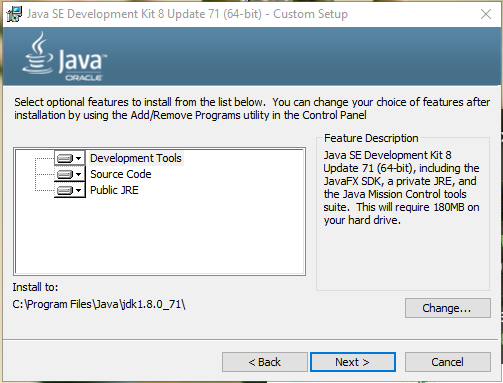 Java SE Development Kit 8 Update 71 (64-bit) - Custom Setup
Java™
ORACLE
Select optional features to install from the list below. You can change your choice of features after
installation by using the Add/Remove Programs utility in the Control Panel
Development Tools
Source Code
Public JRE
Feature Description
Java SE Development Kit 8
Update 71 (64-bit), including the
JavaFX SDK, a private JRE, and
the Java Mission Control tools
suite. This will require 180MB on
your hard drive.
Install to:
C:\Program Files\Java\jdk1.8.0_71\
Change...
< Back
Next >
Cancel